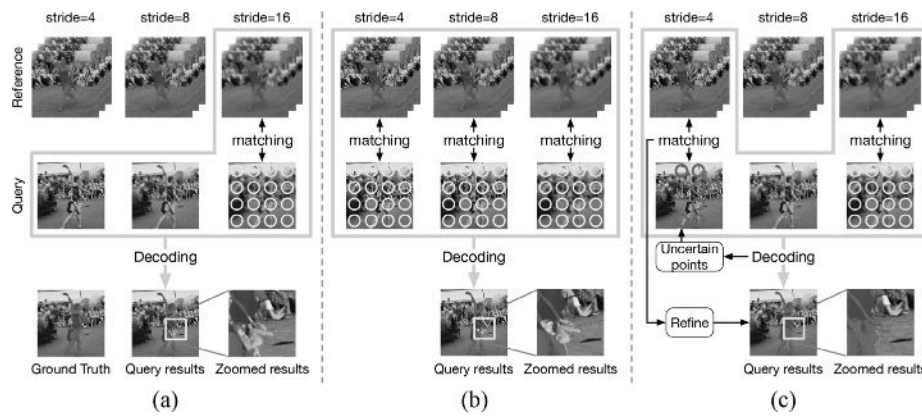 stride=4 stride=8 stride=16 stride=4 stride=8 stride=16 stride=4 stride=8 stride=16
Reference
matching matching matching matching matching matching
Query
Decoding Decoding Uncertain points Decoding
Refine
Ground Truth Query results Zoomed results Query results Zoomed results Query results Zoomed results
(a) (b) (c)